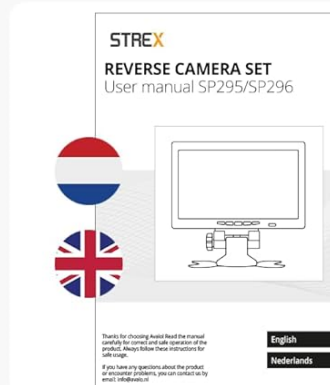 STREX
REVERSE CAMERA SET
User manual SP295/SP296
Thanks for choosing Avalo! Read the manual
carefully for correct and safe operation of the
product. Always follow these instructions for
safe usage.
If you have any questions about the product
or encounter problems, you can contact us by
email: info@avalo.nl
English
Nederlands